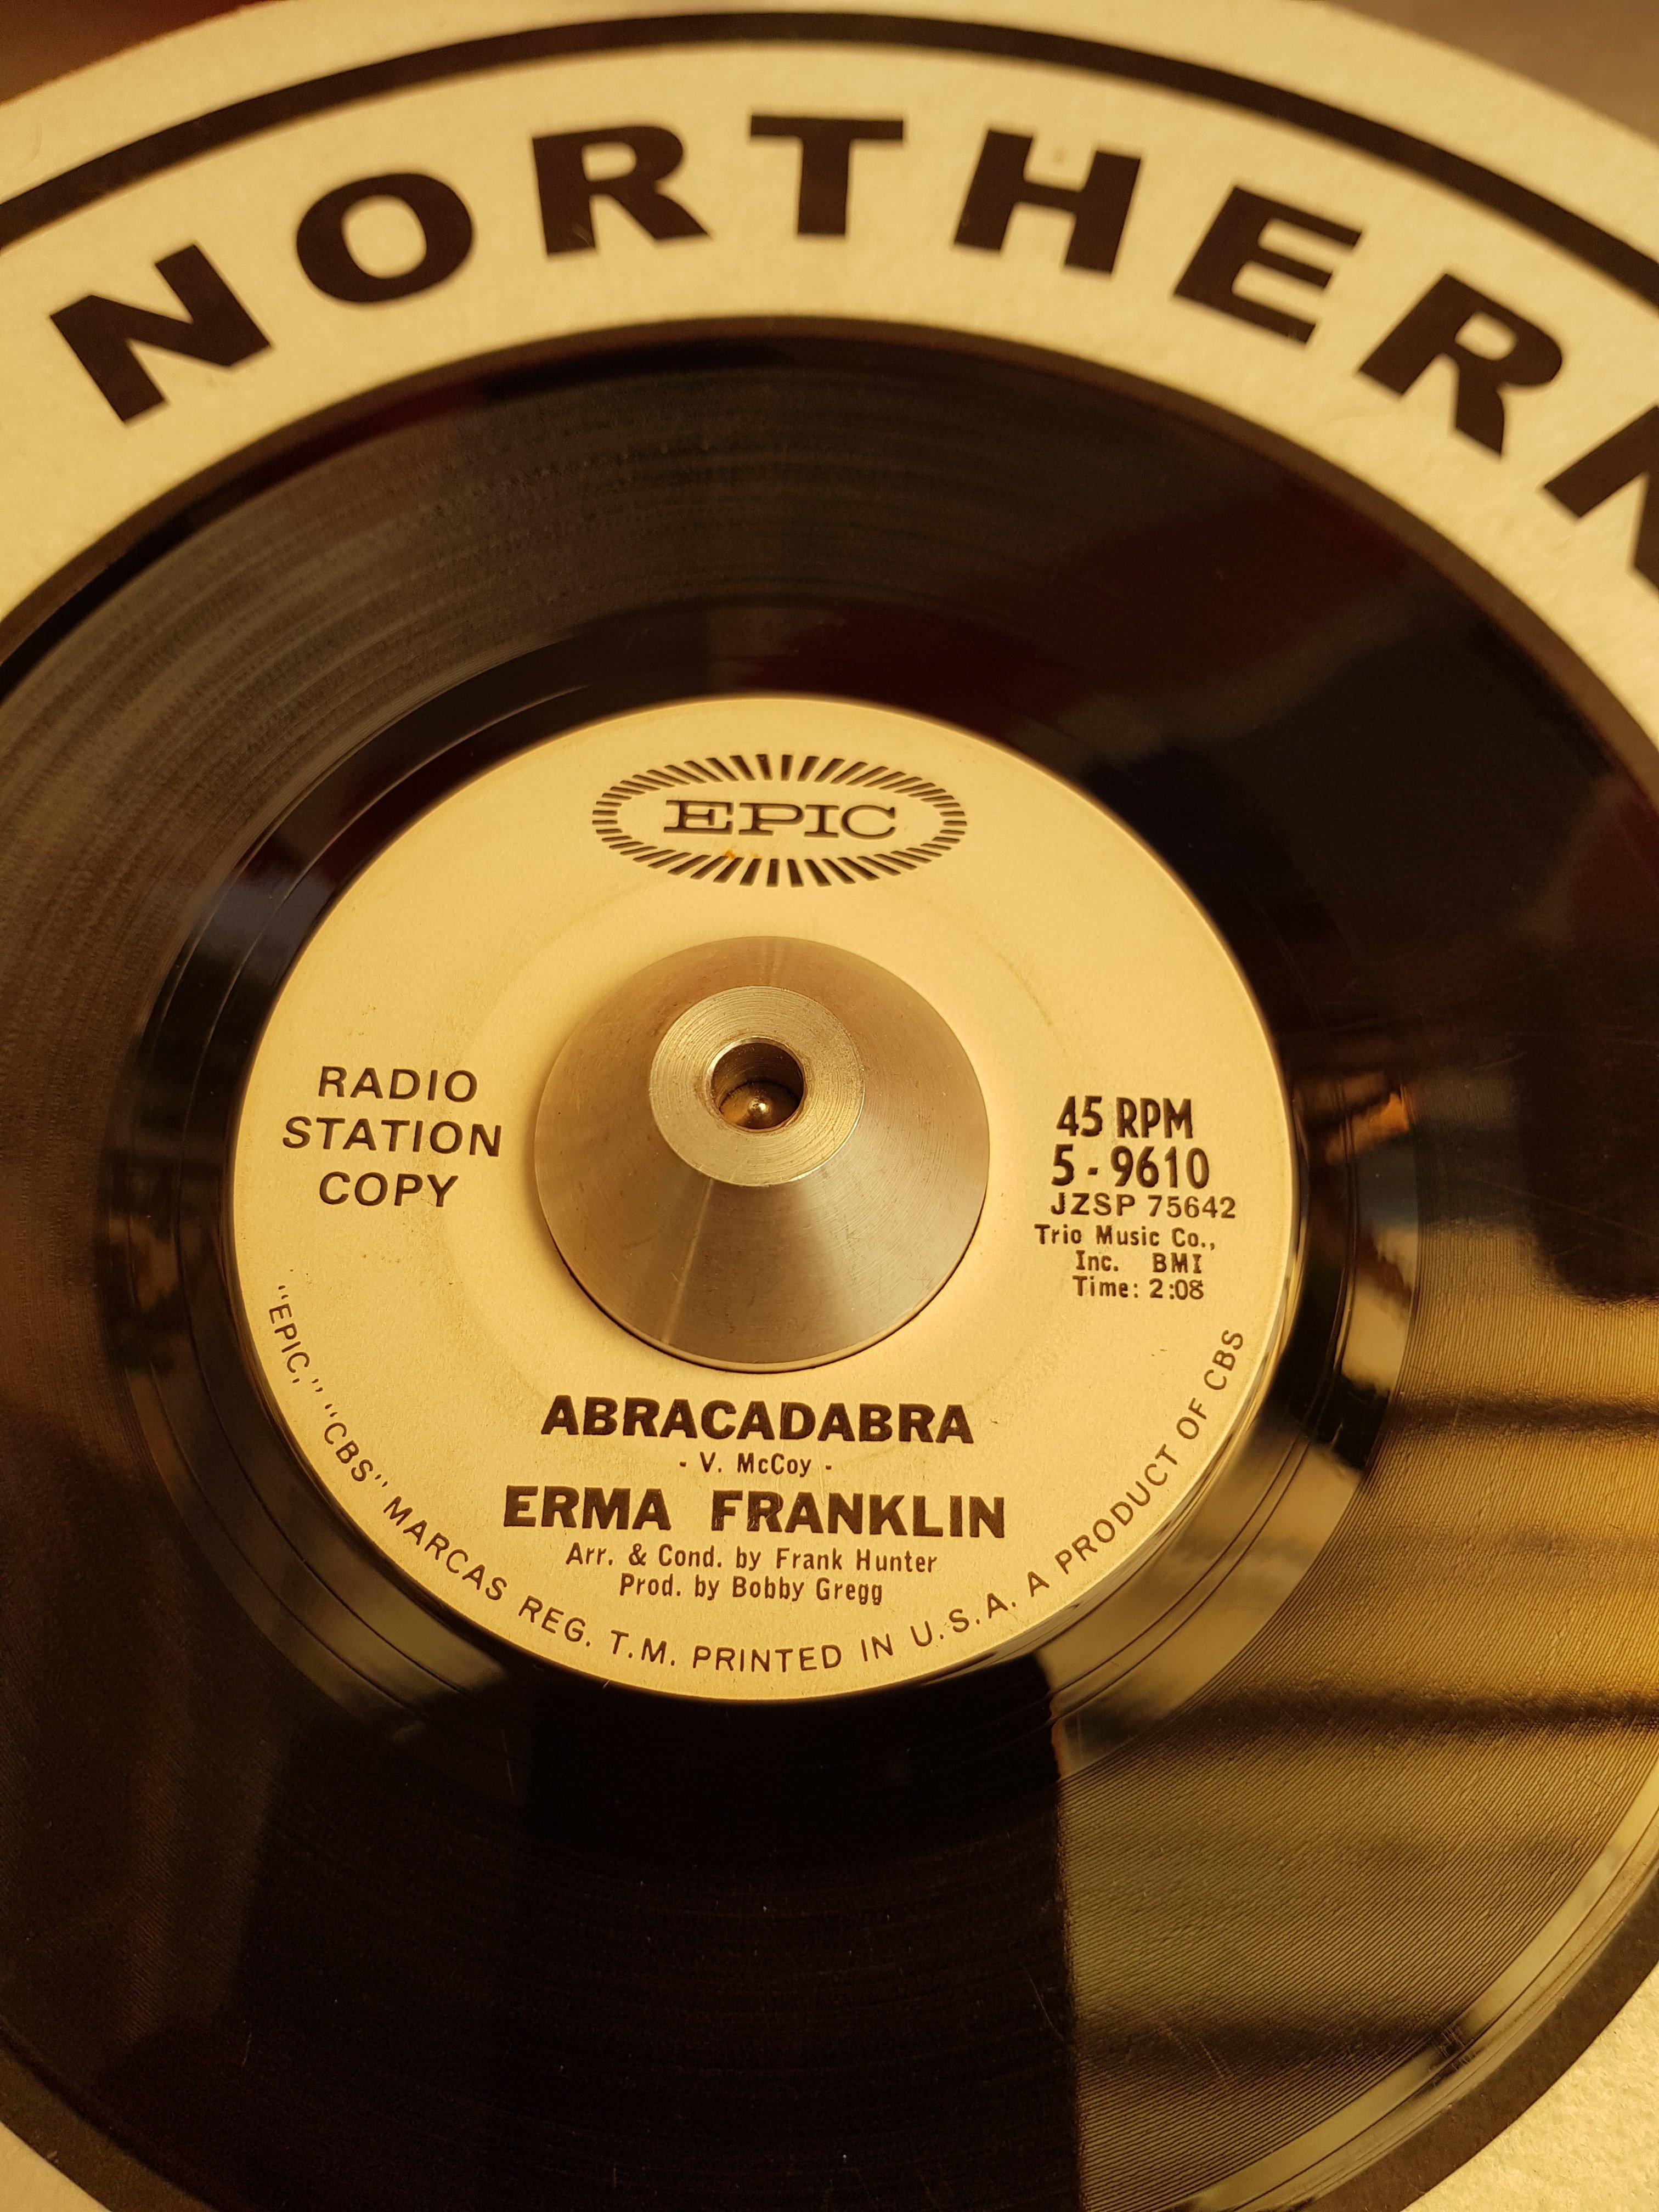 NORTHERN
EPIC
RADIO
STATION
COPY
45 RPM
5-9610
JZSP 75642
Trio Music Co.,
Inc. BMI
Time: 2:08
ABRACADABRA
- V. McCoy -
ERMA FRANKLIN
Arr. & Cond. by Frank Hunter
Prod. by Bobby Gregg
"EPIC," "CBS" MARCAS REG. T.M. PRINTED IN U.S.A. A PRODUCT OF CBS